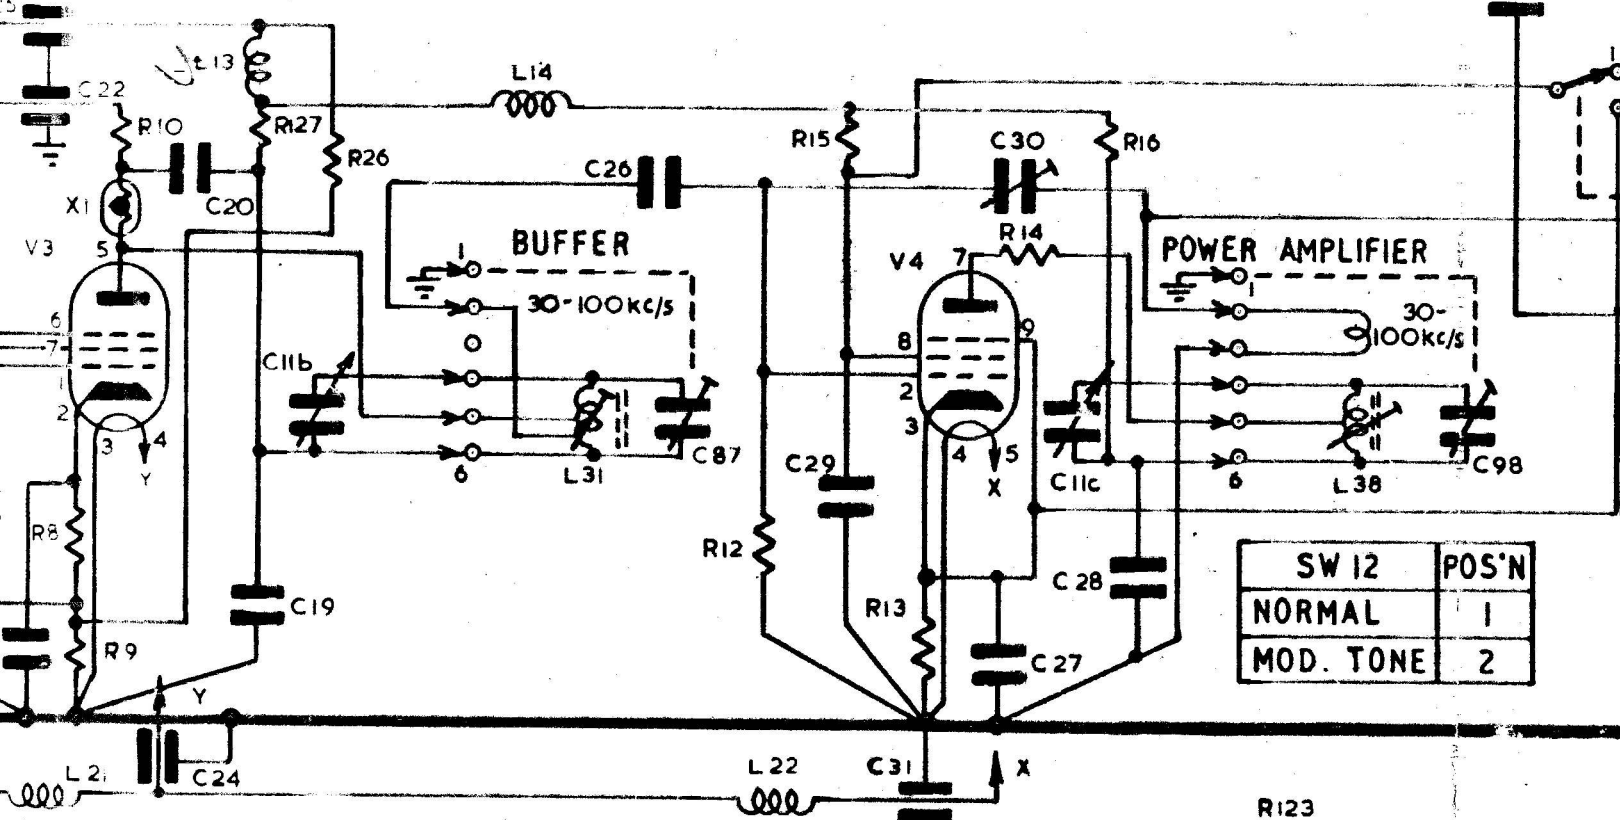 C22
L13
L14
R10
R127
R26
R15
C30
R16
C26
X1
C20
V3
5
BUFFER
1
30-100kc/s
R14
V4
7
POWER AMPLIFIER
1
30-
100kc/s
6
7
1
2
3
4
Y
C11b
8
9
2
3
4
5
X
C87
6
L31
C29
C11c
6
L38
C98
R8
R12
C28
SW 12 POS'N
NORMAL 1
MOD. TONE 2
C19
R13
R9
C27
Y
L21
C24
L22
C31
X
R123
1